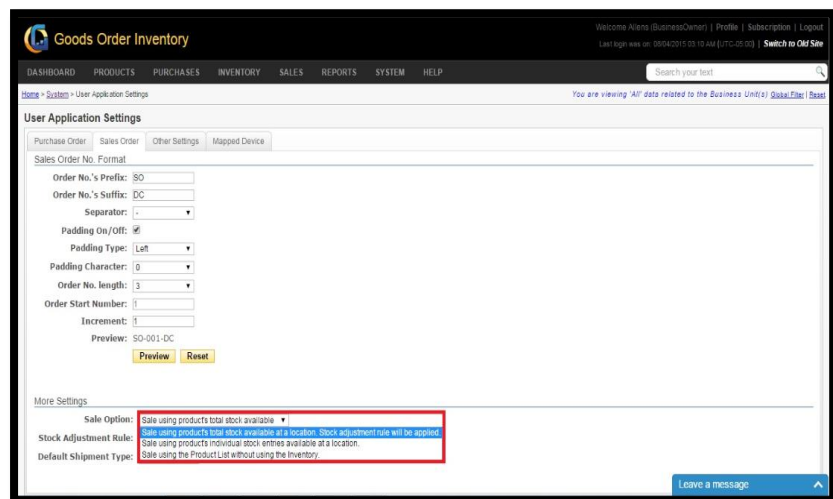 Welcome Allens (BusinessOwner) | Profile | Subscription | Logout
Goods Order Inventory
Last login was on: 08/04/2015 03:10 AM (UTC-05:00) | Switch to Old Site
DASHBOARD PRODUCTS PURCHASES INVENTORY SALES REPORTS SYSTEM HELP
Search your text
Home » System » User Application Settings
You are viewing 'All' data related to the Business Unit(s) Global Filter | Reset
User Application Settings
Purchase Order Sales Order Other Settings Mapped Device
Sales Order No. Format
Order No.'s Prefix: SO
Order No.'s Suffix: DC
Separator: -
Padding On/Off:
Padding Type: Left
Padding Character: 0
Order No. length: 3
Order Start Number: 1
Increment: 1
Preview: SO-001-DC
Preview Reset
More Settings
Sale Option: Sale using product's total stock available
Sale using product's total stock available at a location. Stock adjustment rule will be applied.
Stock Adjustment Rule: Sale using product's individual stock entries available at a location.
Default Shipment Type: Sale using the Product List without using the Inventory.
Leave a message